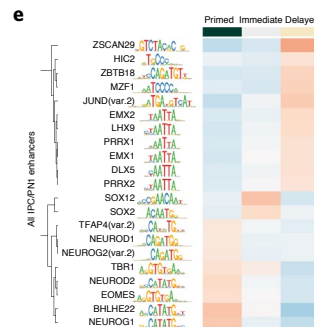 e
Primed Immediate Delaye
All IPC/PN1 enhancers
ZSCAN29
HIC2
ZBTB18
MZF1
JUND(var.2)
EMX2
LHX9
PRRX1
EMX1
DLX5
PRRX2
SOX12
SOX2
TFAP4(var.2)
NEUROD1
NEUROG2(var.2)
TBR1
NEUROD2
EOMES
BHLHE22
NEUROG1